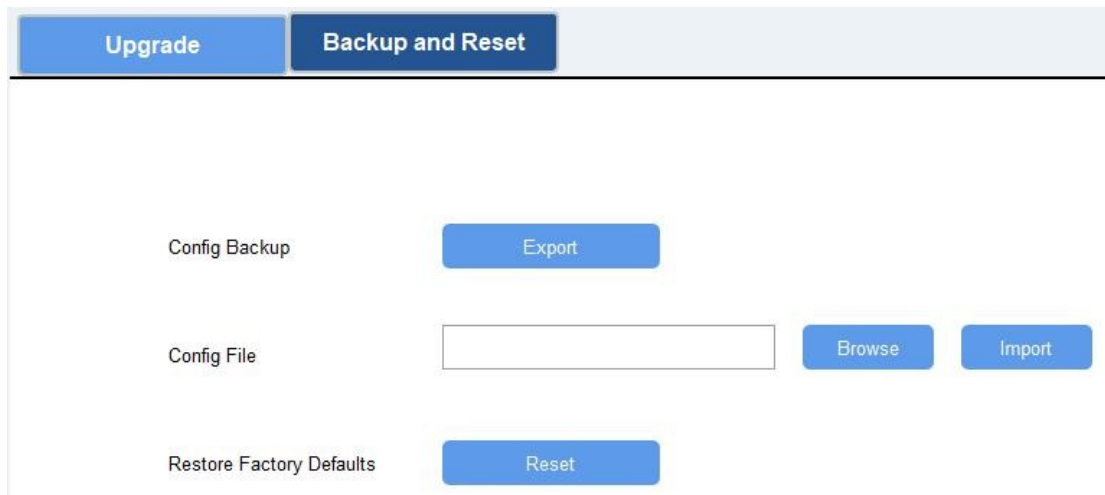 Upgrade Backup and Reset
Config Backup Export
Config File Browse Import
Restore Factory Defaults Reset